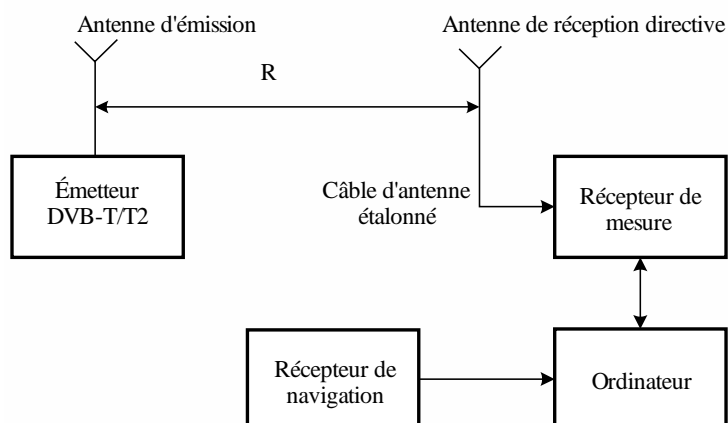 Antenne d'émission
Antenne de réception directive
R
Émetteur
DVB-T/T2
Câble d'antenne
étalonné
Récepteur de
mesure
Récepteur de
navigation
Ordinateur